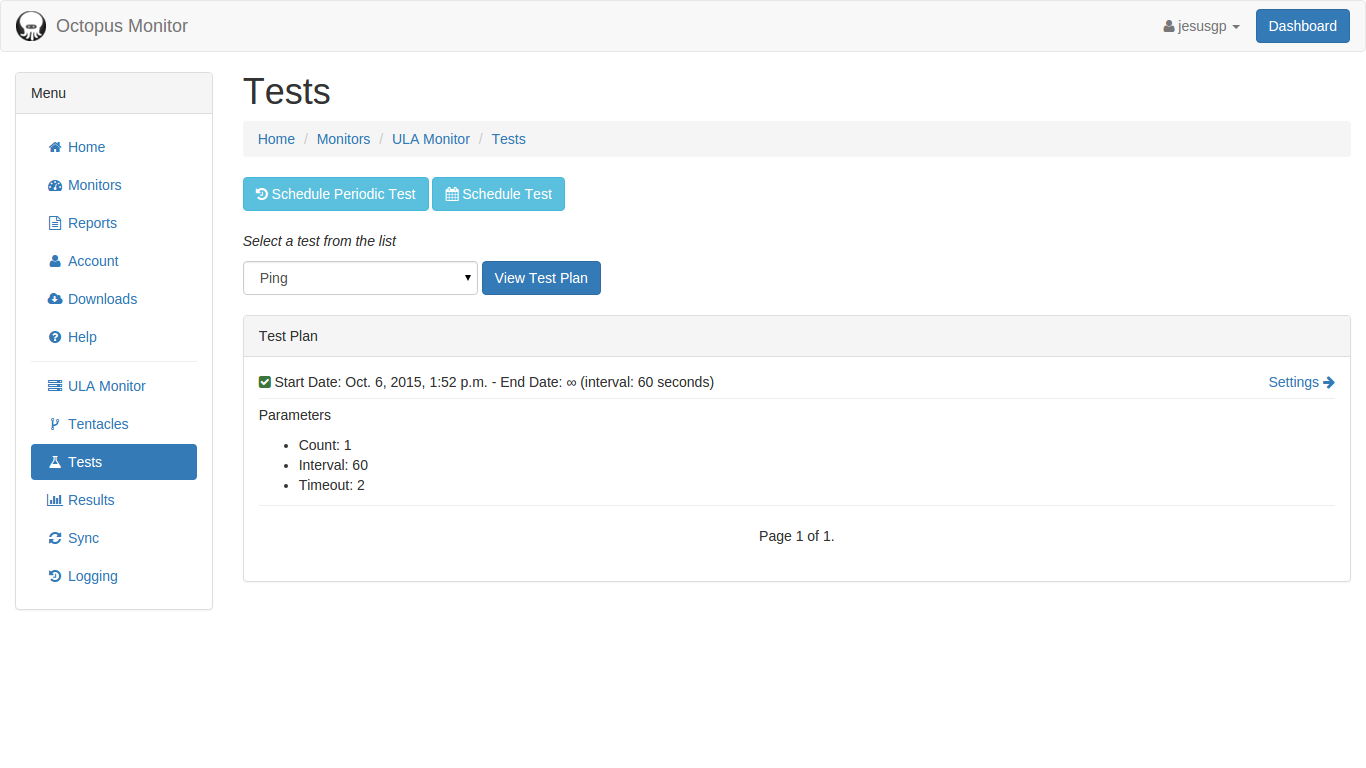 Octopus Monitor
jesusgp
Dashboard
Menu
Home
Monitors
Reports
Account
Downloads
Help
ULA Monitor
Tentacles
Tests
Results
Sync
Logging
Tests
Home / Monitors / ULA Monitor / Tests
Schedule Periodic Test Schedule Test
Select a test from the list
Ping View Test Plan
Test Plan
Start Date: Oct. 6, 2015, 1:52 p.m. - End Date: ∞ (interval: 60 seconds) Settings
Parameters
• Count: 1
• Interval: 60
• Timeout: 2
Page 1 of 1.